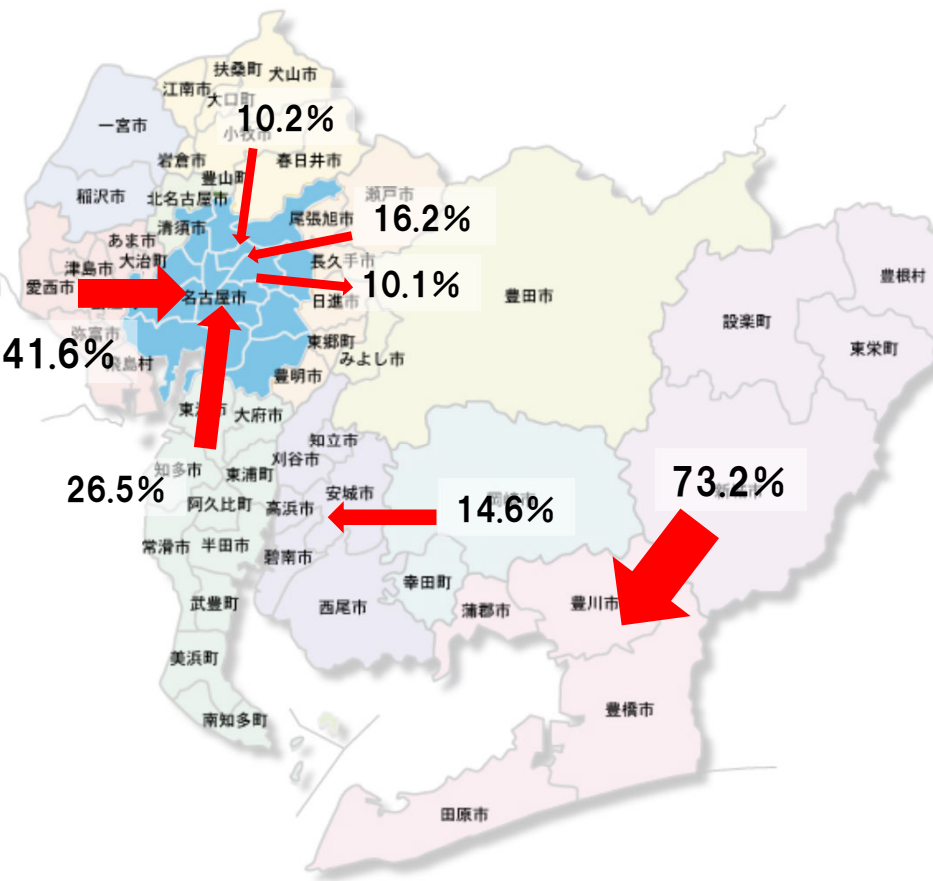 扶桑町
犬山市
江南市
大口町
一宮市
10.2%
小牧市
岩倉市
春日井市
豊山町
稲沢市
北名古屋市
瀬戸市
尾張旭市
16.2%
清須市
あま市
大治町
長久手市
津島市
愛西市
名古屋市
10.1%
日進市
豊田市
豊根村
設楽町
東栄町
弥富市
41.6%
飛島村
東郷町
みよし市
豊明市
大府市
知立市
刈谷市
知多市
東浦町
26.5%
安城市
阿久比町
高浜市
14.6%
73.2%
常滑市
半田市
碧南市
幸田町
武豊町
西尾市
蒲郡市
豊川市
美浜町
南知多町
豊橋市
田原市